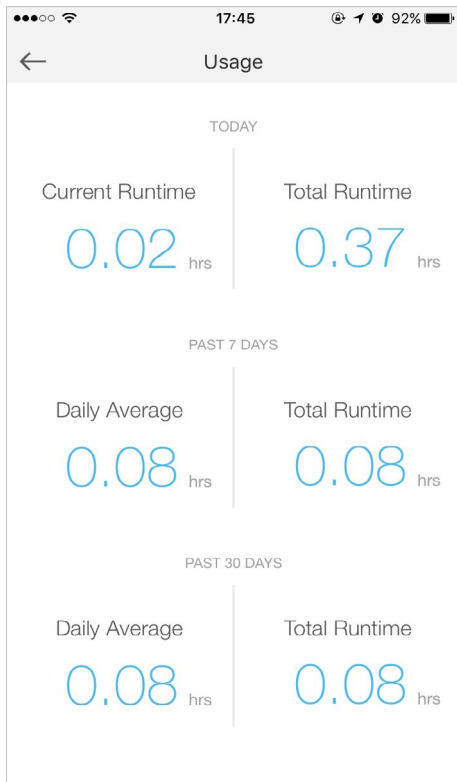 17:45 92%
Usage
TODAY
Current Runtime Total Runtime
0.02 hrs 0.37 hrs
PAST 7 DAYS
Daily Average Total Runtime
0.08 hrs 0.08 hrs
PAST 30 DAYS
Daily Average Total Runtime
0.08 hrs 0.08 hrs